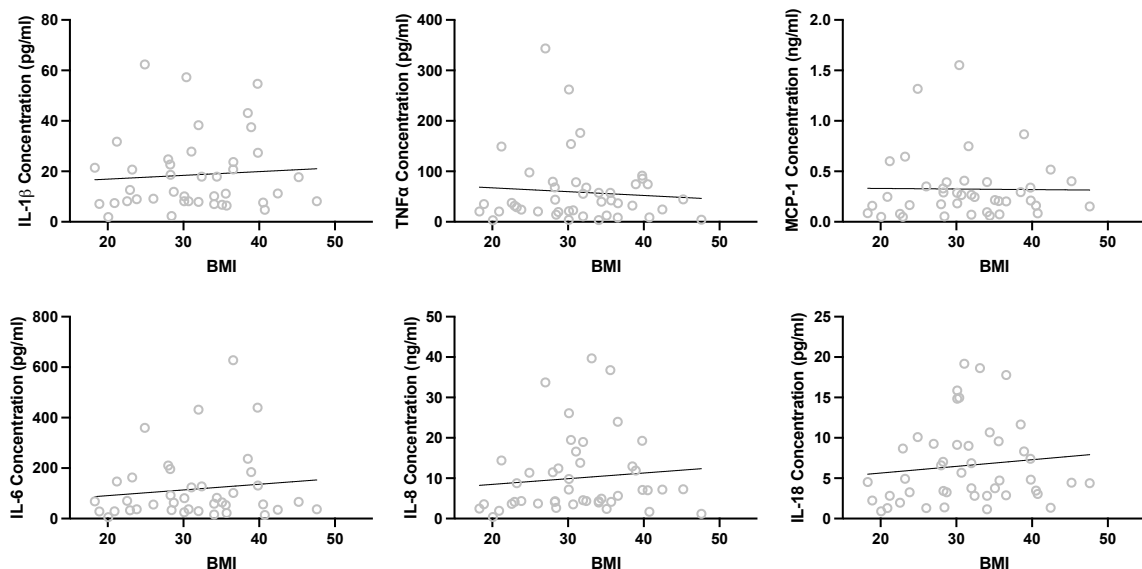 IL-1β Concentration (pg/ml)
80
60
40
20
0
20 30 40 50
BMI
TNFα Concentration (pg/ml)
400
300
200
100
0
20 30 40 50
BMI
MCP-1 Concentration (ng/ml)
2.0
1.5
1.0
0.5
0.0
20 30 40 50
BMI
IL-6 Concentration (pg/ml)
800
600
400
200
0
20 30 40 50
BMI
IL-8 Concentration (ng/ml)
50
40
30
20
10
0
20 30 40 50
BMI
IL-18 Concentration (pg/ml)
25
20
15
10
5
0
20 30 40 50
BMI